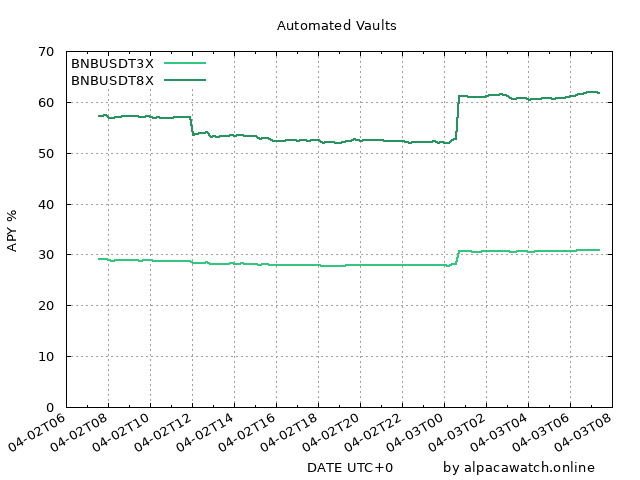 Automated Vaults
BNBUSDT3X
BNBUSDT8X
70
60
50
40
30
20
10
0
APY %
04-02T06
04-02T08
04-02T10
04-02T12
04-02T14
04-02T16
04-02T18
04-02T20
04-02T22
04-03T00
04-03T02
04-03T04
04-03T06
04-03T08
DATE UTC+0 by alpacawatch.online